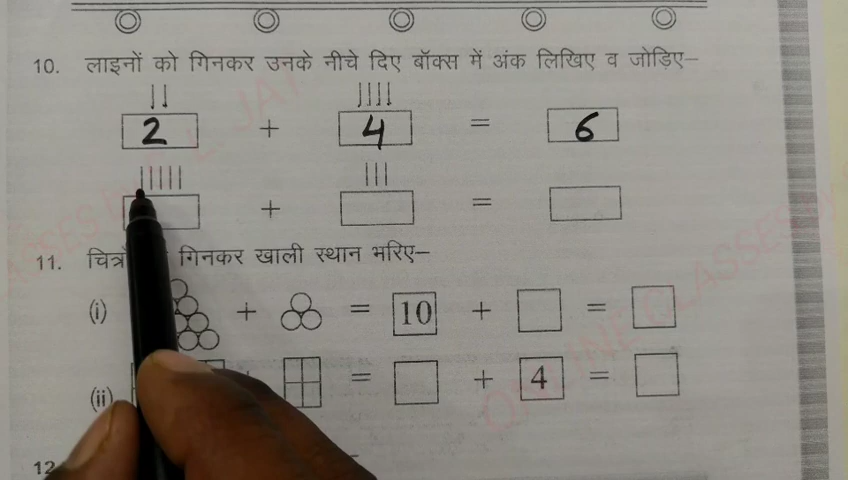 10. लाइनों को गिनकर उनके नीचे दिए बॉक्स में अंक लिखिए व जोड़िए–
2 + 4 = 6
+ =
11. चित्रों गिनकर खाली स्थान भरिए–
(i) + = 10 + =
(ii) + = + 4 =
12